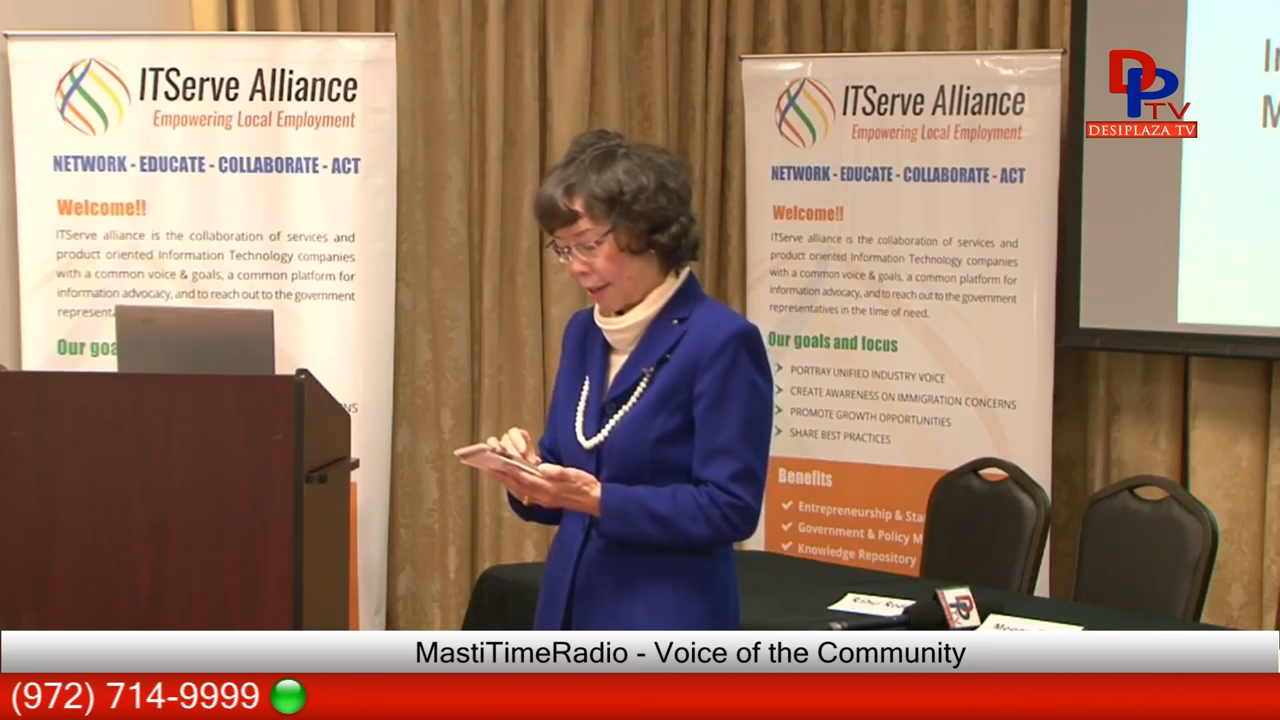 ITServe Alliance
Empowering Local Employment
NETWORK - EDUCATE - COLLABORATE - ACT
Welcome!!
ITServe alliance is the collaboration of services and
product oriented Information Technology companies
with a common voice & goals, a common platform for
information advocacy, and to reach out to the government
Our
ITServe Alliance
Empowering Local Employment
NETWORK - EDUCATE - COLLABORATE - ACT
Welcome!!
ITServe alliance is the collaboration of services and
product oriented Information Technology companies
with a common voice & goals, a common platform for
information advocacy, and to reach out to the government
representatives in the time of need.
Our goals and focus
PORTRAY UNIFIED INDUSTRY VOICE
CREATE AWARENESS ON IMMIGRATION CONCERNS
PROMOTE GROWTH OPPORTUNITIES
SHARE BEST PRACTICES
Benefits
Entrepreneurship &
Government & Policy
Knowledge Repository
DPTV
DESIPLAZA TV
MastiTimeRadio - Voice of the Community
(972) 714-9999